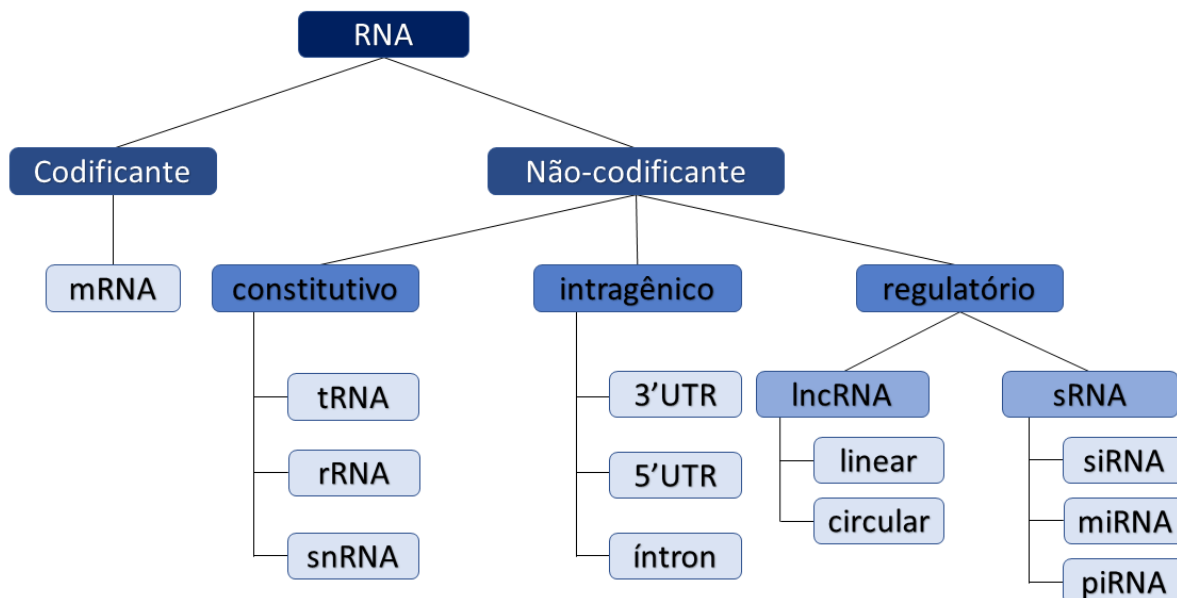 RNA
Codificante
Não-codificante
mRNA
constitutivo
intragênico
regulatório
tRNA
rRNA
snRNA
3’UTR
5’UTR
íntron
lncRNA
sRNA
linear
circular
siRNA
miRNA
piRNA